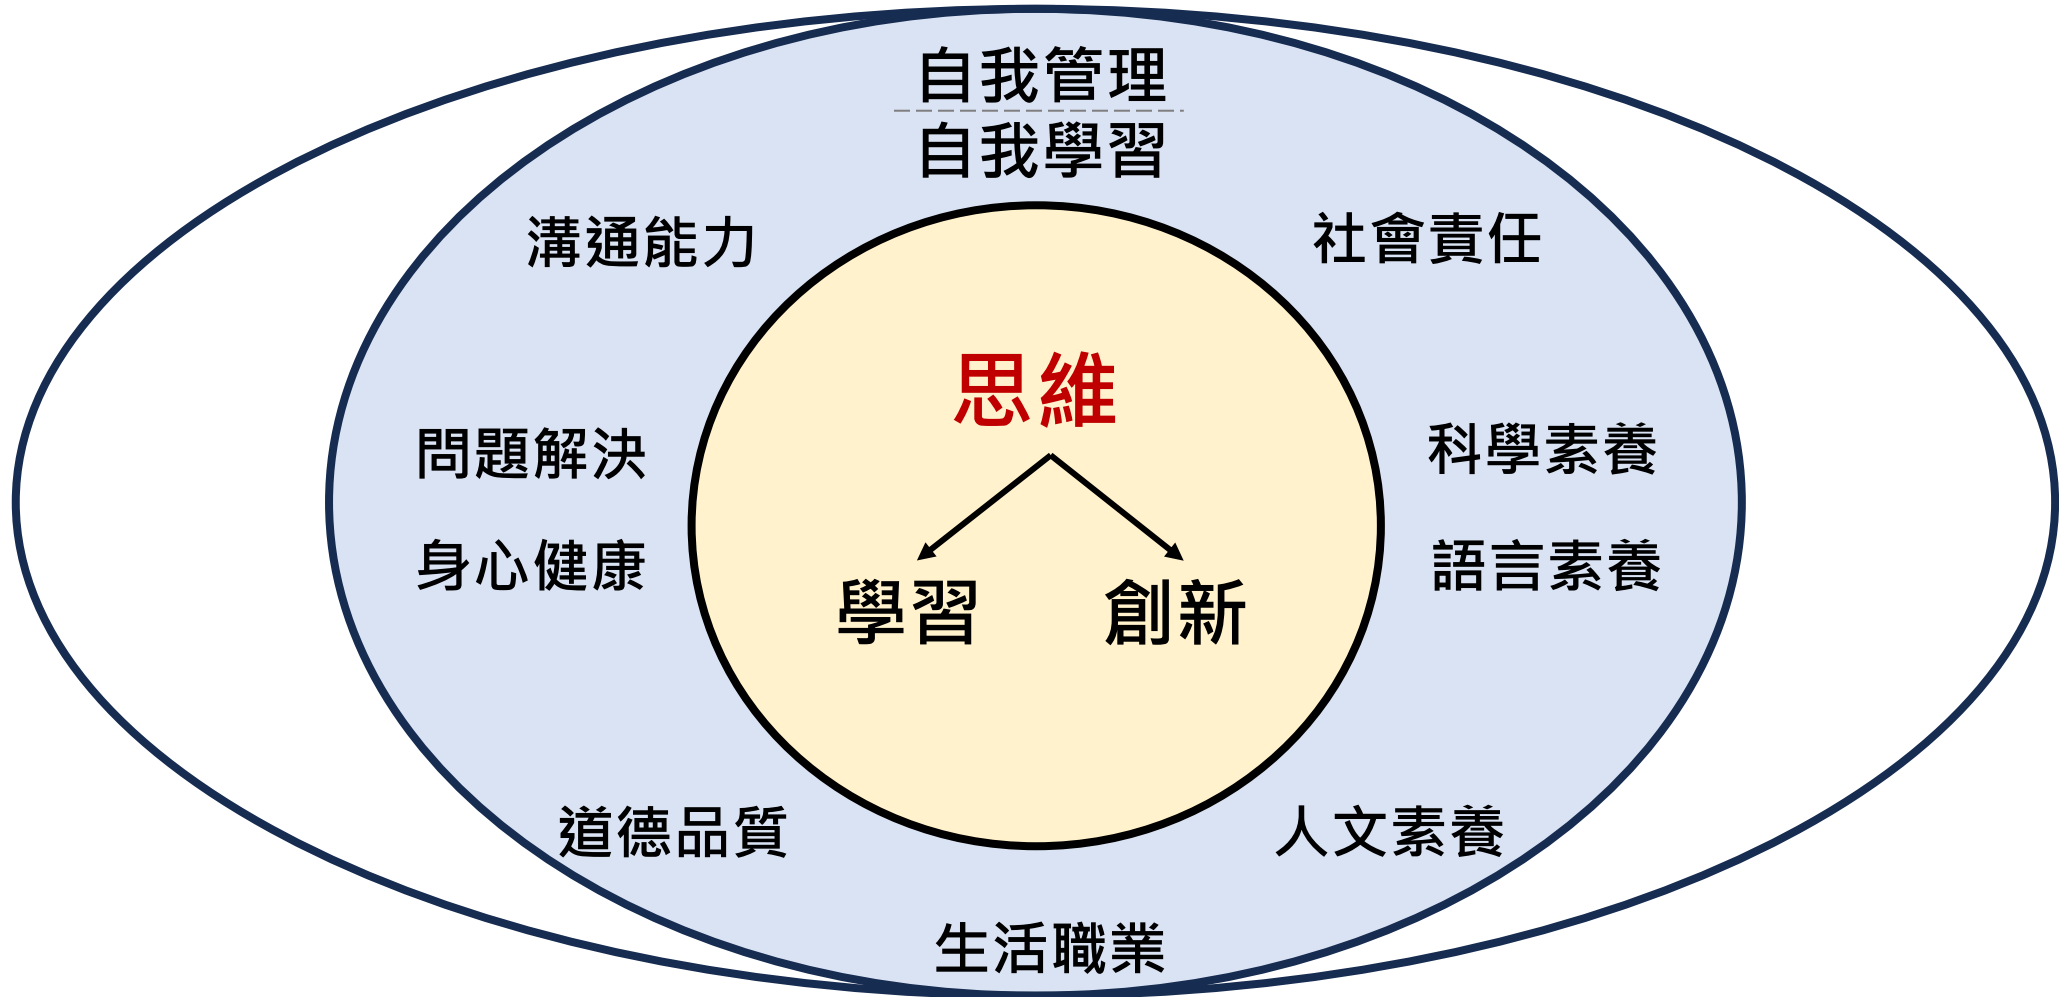 自我管理
自我學習
溝通能力
社會責任
思維
問題解決
科學素養
身心健康
語言素養
學習
創新
道德品質
人文素養
生活職業